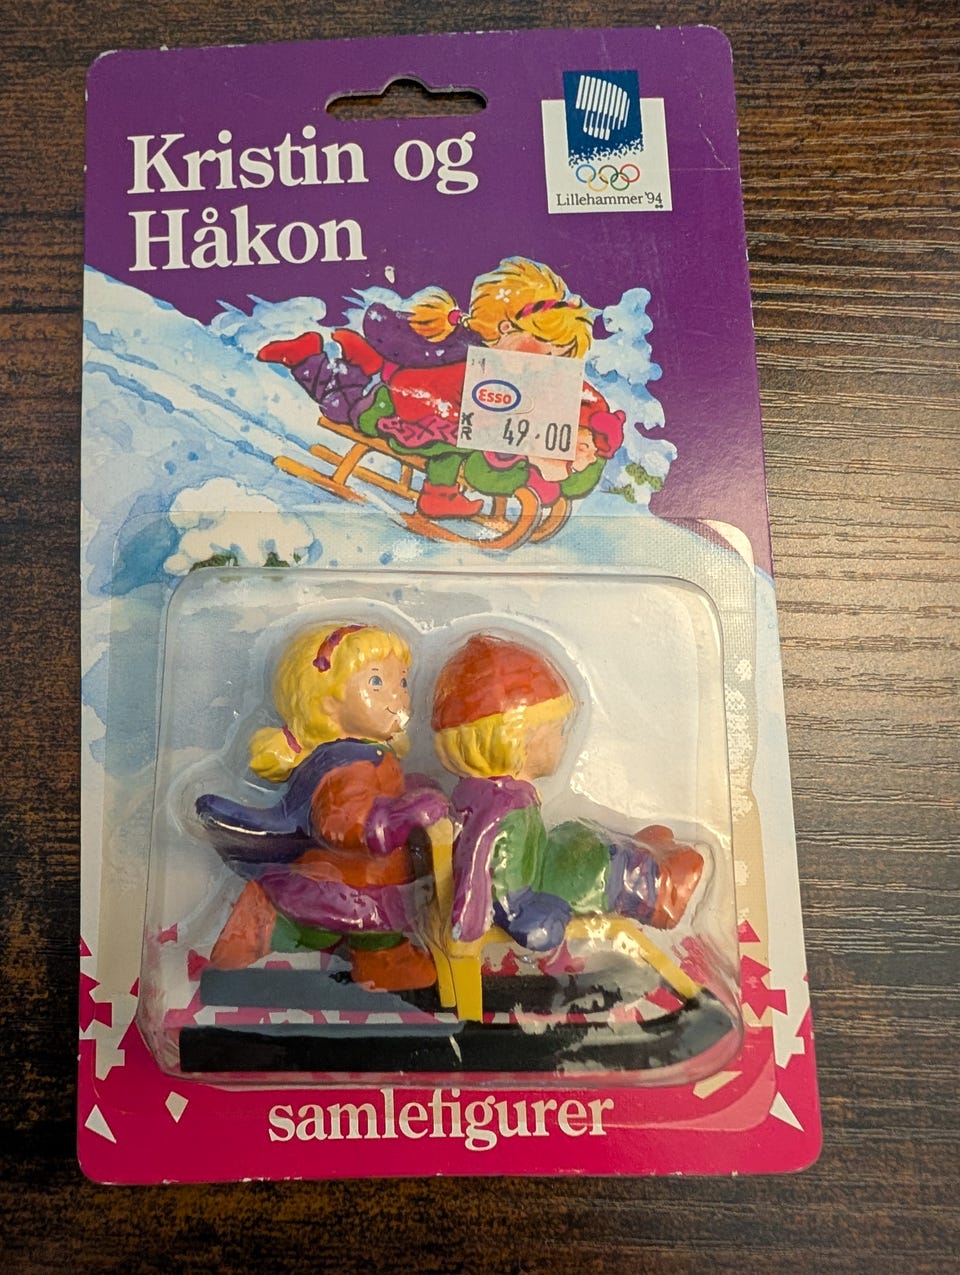 Kristin og
Håkon
Lillehammer '94
Esso
KR 49.00
samlefigurer